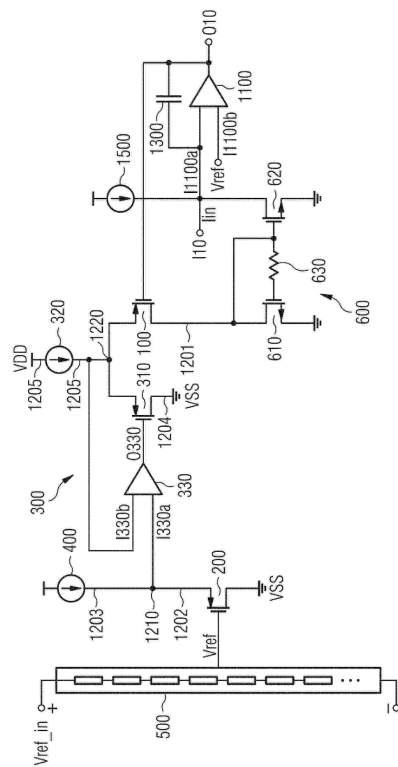 Vref_in
+
500
...
Vref
200
VSS
1202
1210
1203
400
300
I330b
I330a
330
O330
310
1204
VSS
1205
VDD
1205
320
1220
100
1201
610
630
620
600
I10
Iin
1500
I1100a
Vref
I1100b
1300
1100
O10